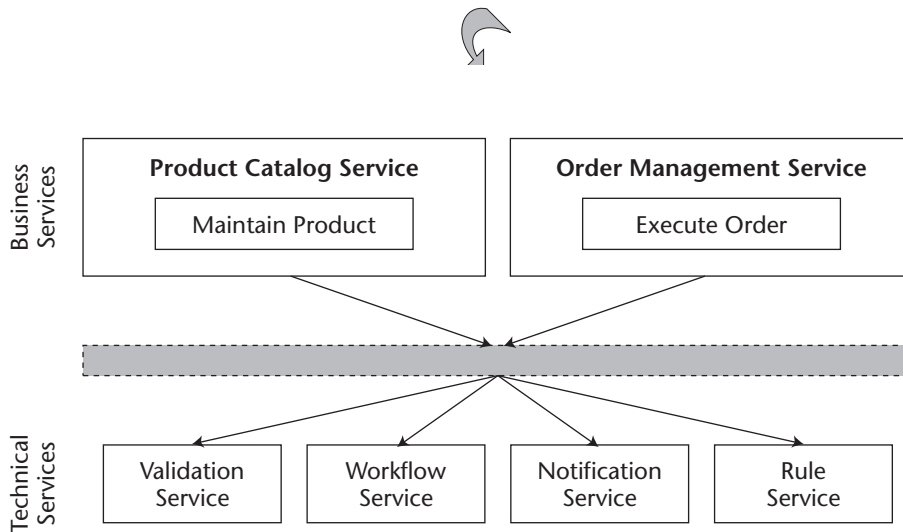 Business
Services
Product Catalog Service
Maintain Product
Order Management Service
Execute Order
Technical
Services
Validation
Service
Workflow
Service
Notification
Service
Rule
Service